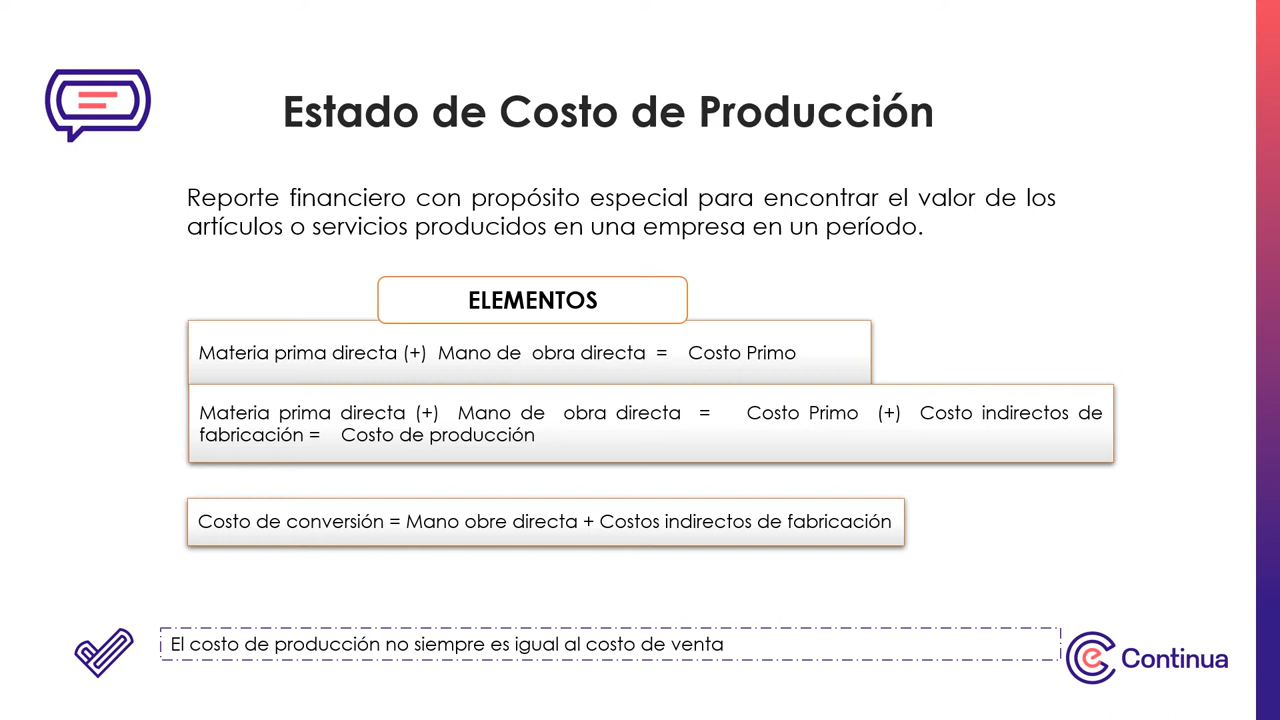 Estado de Costo de Producción
Reporte financiero con propósito especial para encontrar el valor de los
artículos o servicios producidos en una empresa en un período.
ELEMENTOS
Materia prima directa (+) Mano de obra directa = Costo Primo
Materia prima directa (+) Mano de obra directa = Costo Primo (+) Costo indirectos de
fabricación = Costo de producción
Costo de conversión = Mano obre directa + Costos indirectos de fabricación
El costo de producción no siempre es igual al costo de venta
Continua